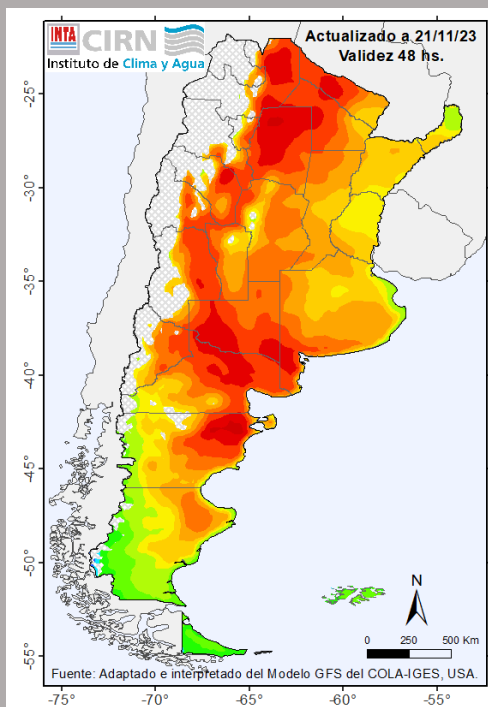 INTA CIRN
Instituto de Clima y Agua
Actualizado a 21/11/23
Validez 48 hs.
-25°
-30°
-35°
-40°
-45°
-50°
-55°
N
0 250 500 Km
Fuente: Adaptado e interpretado del Modelo GFS del COLA-IGES, USA.
-75° -70° -65° -60° -55°